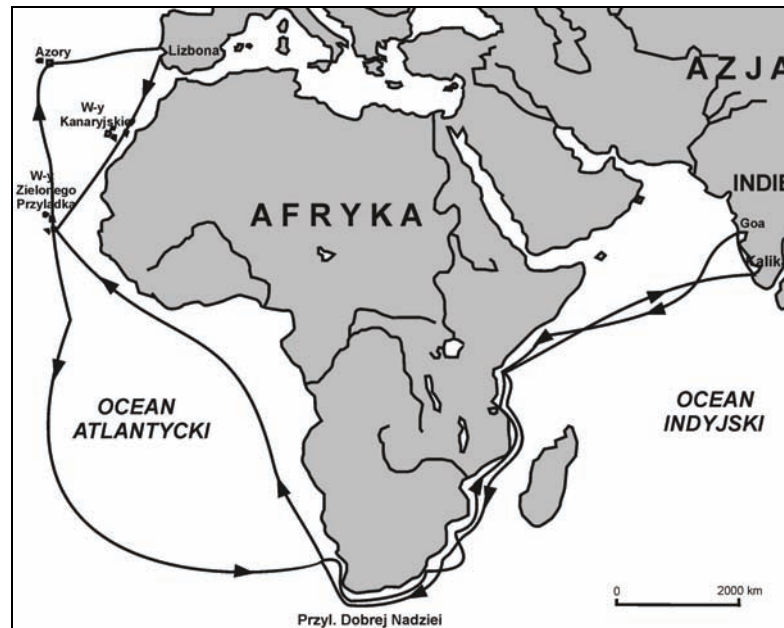 Azory
Lizbona
AZJA
W-y
Kanaryjskie
W-y
Zielonego
Przylądka
INDIE
AFRYKA
Goa
Kalik
OCEAN
ATLANTYCKI
OCEAN
INDYJSKI
0 2000 km
Przyl. Dobrej Nadziei